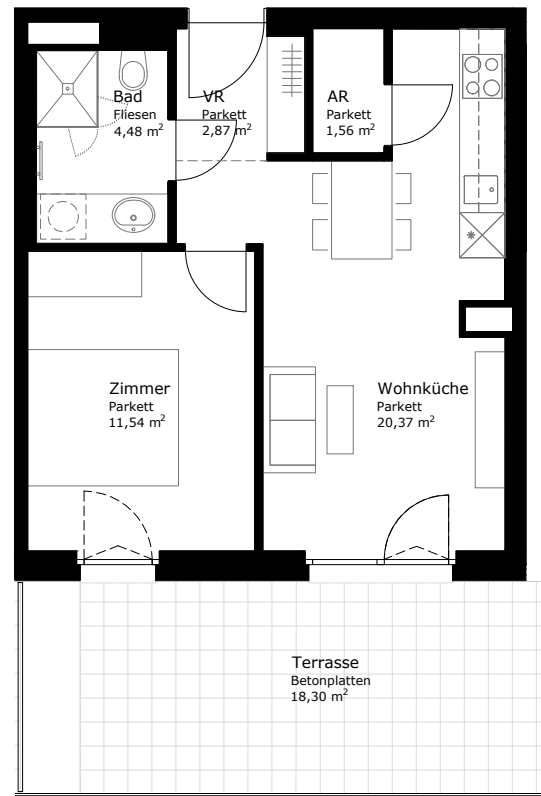 Bad
Fliesen
4,48 m²
VR
Parkett
2,87 m²
AR
Parkett
1,56 m²
Zimmer
Parkett
11,54 m²
Wohnküche
Parkett
20,37 m²
Terrasse
Betonplatten
18,30 m²